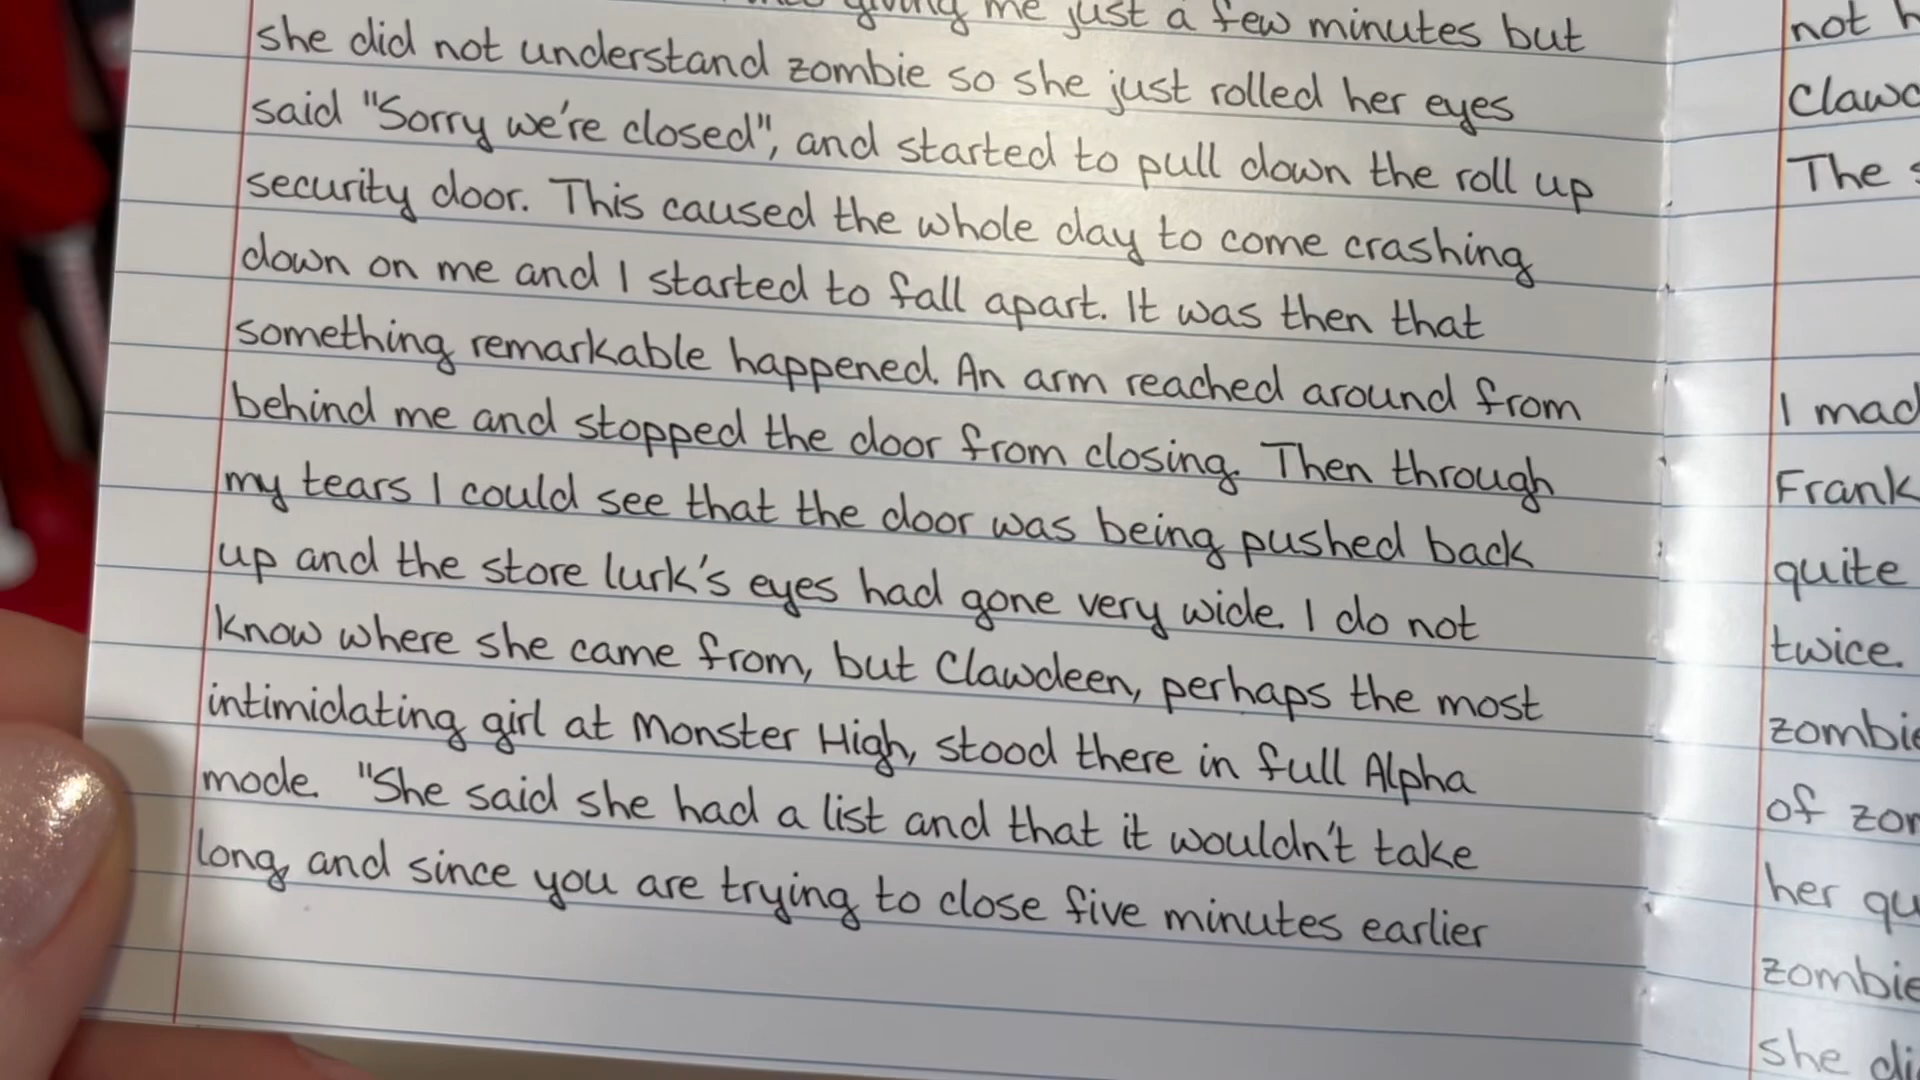 giving me just a few minutes but
she did not understand zombie so she just rolled her eyes
said "Sorry we're closed", and started to pull down the roll up
security door. This caused the whole day to come crashing
down on me and I started to fall apart. It was then that
something remarkable happened. An arm reached around from
behind me and stopped the door from closing. Then through
my tears I could see that the door was being pushed back
up and the store lurk's eyes had gone very wide. I do not
know where she came from, but Clawdeen, perhaps the most
intimidating girl at Monster High, stood there in full Alpha
mode. "She said she had a list and that it wouldn't take
long, and since you are trying to close five minutes earlier
not
The
I
quite
twice.
of
her
she